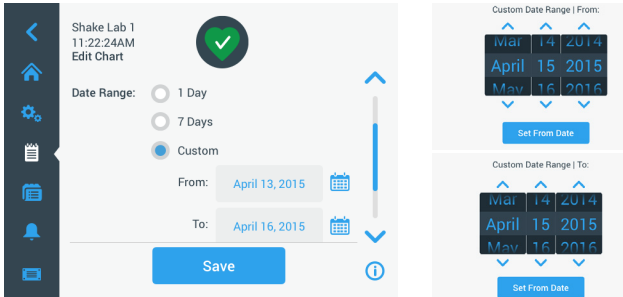 Shake Lab 1
11:22:24AM
Edit Chart
Date Range:
1 Day
7 Days
Custom
From: April 13, 2015
To: April 16, 2015
Save
Custom Date Range | From:
Mar 14 2014
April 15 2015
May 16 2016
Set From Date
Custom Date Range | To:
Mar 14 2014
April 15 2015
May 16 2016
Set From Date